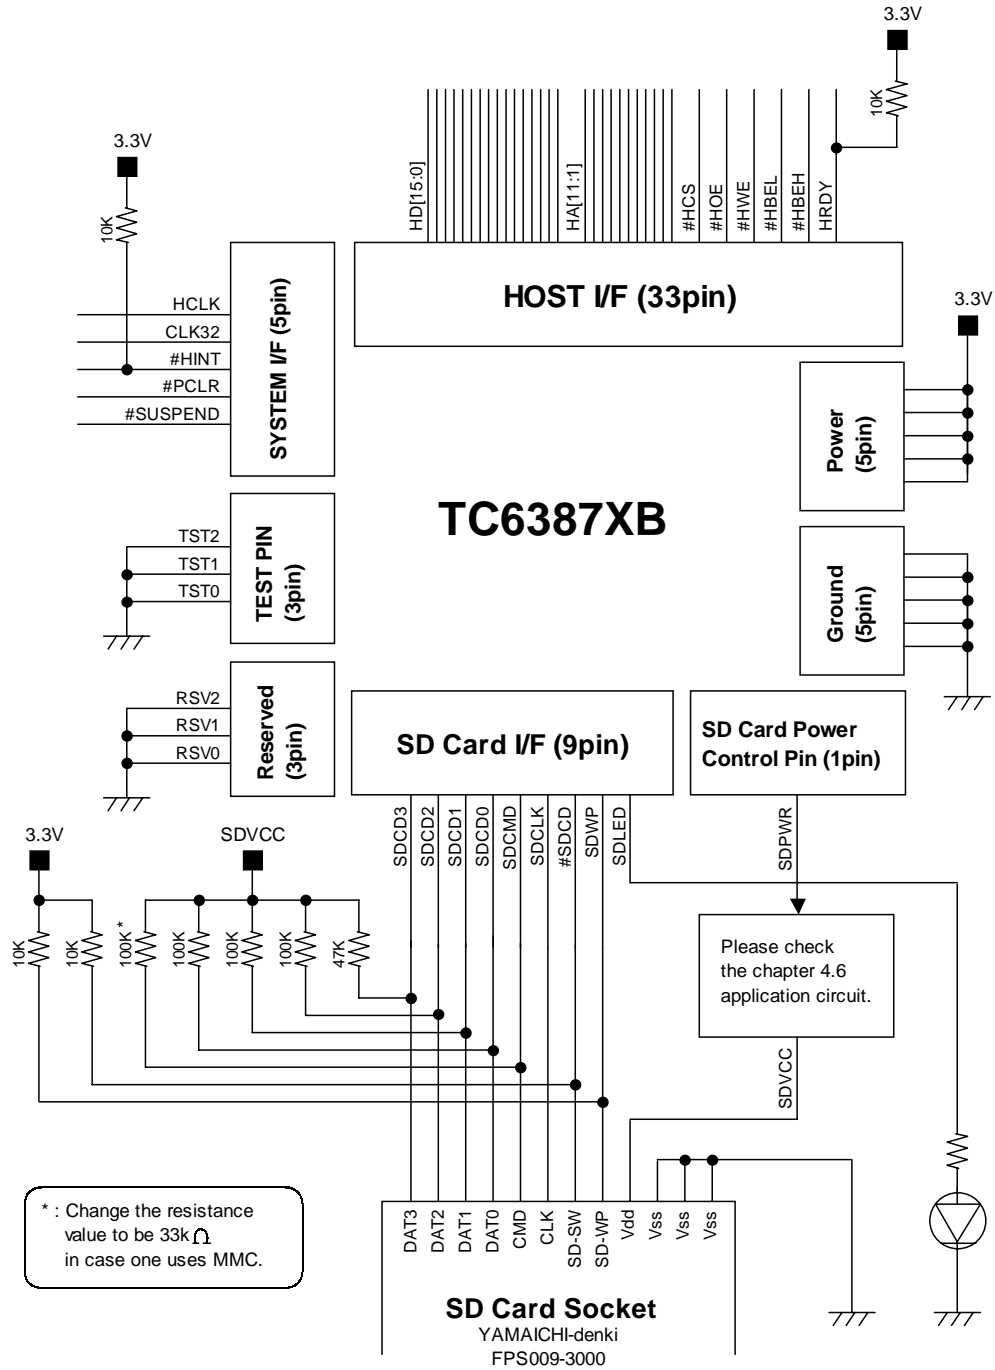 3.3V
10K
3.3V
10K
HD[15:0]
HA[11:1]
#HCS
#HOE
#HWE
#HBEL
#HBEH
HRDY
HOST I/F (33pin)
HCLK
CLK32
#HINT
#PCLR
#SUSPEND
SYSTEM I/F (5pin)
3.3V
Power
(5pin)
TC6387XB
TST2
TST1
TST0
TEST PIN
(3pin)
Ground
(5pin)
RSV2
RSV1
RSV0
Reserved
(3pin)
SD Card I/F (9pin)
SD Card Power
Control Pin (1pin)
SDCD3
SDCD2
SDCD1
SDCD0
SDCMD
SDCLK
#SDCD
SDWP
SDLED
SDPWR
3.3V
SDVCC
10K
10K
100K*
100K
100K
100K
47K
Please check
the chapter 4.6
application circuit.
SDVCC
* : Change the resistance
value to be 33kΩ
in case one uses MMC.
DAT3
DAT2
DAT1
DAT0
CMD
CLK
SD-SW
SD-WP
Vdd
Vss
Vss
Vss
SD Card Socket
YAMAICHI-denki
FPS009-3000